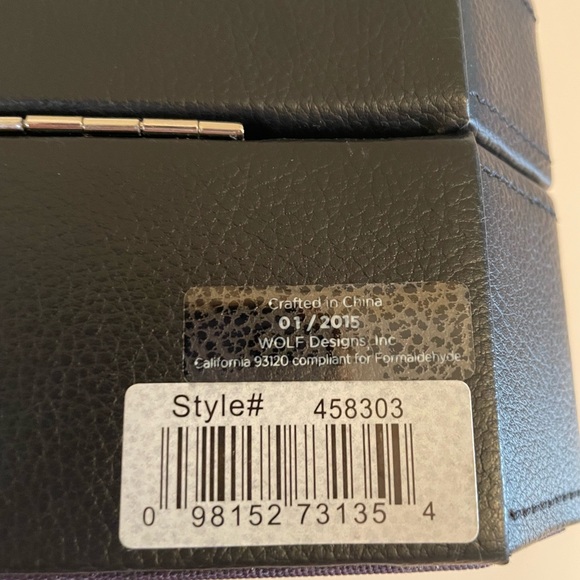 Crafted in China
01/2015
WOLF Designs, Inc
California 93120 compliant for Formaldehyde
Style# 458303
0 98152 73135 4